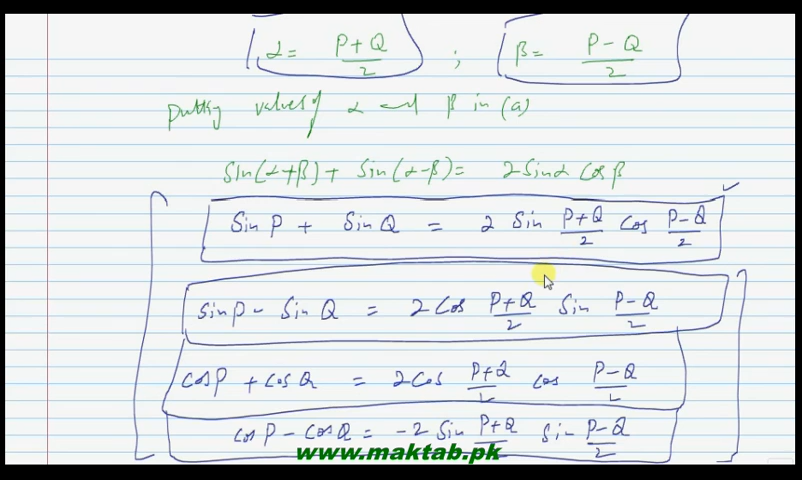 α = P+Q/2 ; β = P-Q/2
putting values of α and β in (a)
Sin(α+β) + Sin(α-β) = 2Sinα Cosβ
Sin P + Sin Q = 2 Sin P+Q/2 Cos P-Q/2
sin P - Sin Q = 2 Cos P+Q/2 Sin P-Q/2
cos P + cos Q = 2 Cos P+Q/2 cos P-Q/2
cos P - cos Q = -2 Sin P+Q/2 Sin P-Q/2
www.maktab.pk